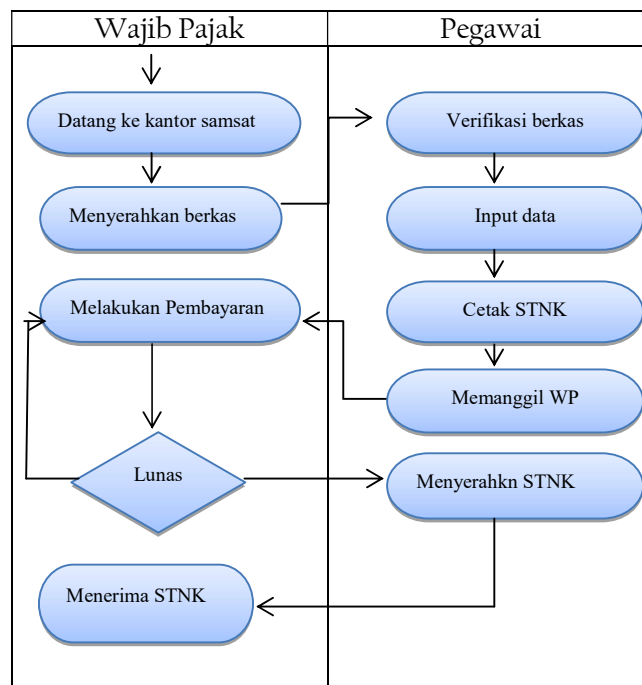 Wajib Pajak
Pegawai
Datang ke kantor samsat
Verifikasi berkas
Menyerahkan berkas
Input data
Melakukan Pembayaran
Cetak STNK
Memanggil WP
Lunas
Menyerahkn STNK
Menerima STNK